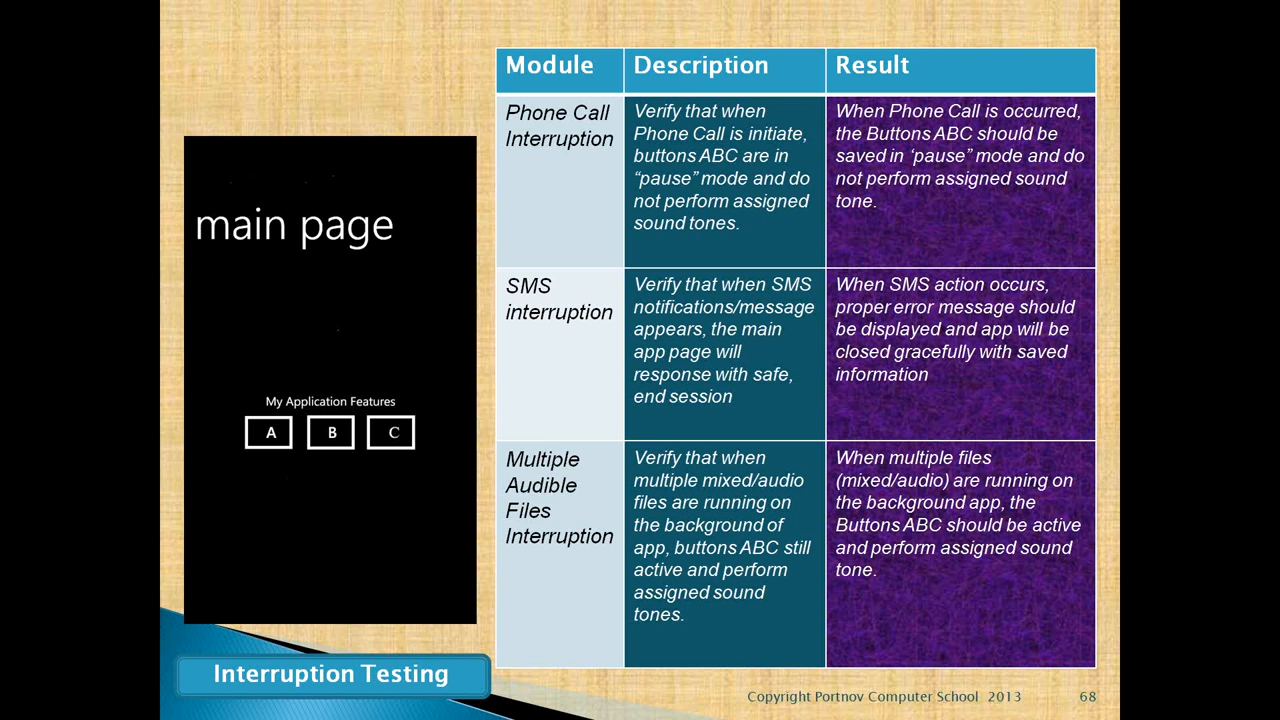 Module
Description
Result
Phone Call
Interruption
Verify that when
Phone Call is initiate,
buttons ABC are in
“pause” mode and do
not perform assigned
sound tones.
When Phone Call is occurred,
the Buttons ABC should be
saved in ‘pause” mode and do
not perform assigned sound
tone.
SMS
interruption
Verify that when SMS
notifications/message
appears, the main
app page will
response with safe,
end session
When SMS action occurs,
proper error message should
be displayed and app will be
closed gracefully with saved
information
Multiple
Audible
Files
Interruption
Verify that when
multiple mixed/audio
files are running on
the background of
app, buttons ABC still
active and perform
assigned sound
tones.
When multiple files
(mixed/audio) are running on
the background app, the
Buttons ABC should be active
and perform assigned sound
tone.
main page
My Application Features
A B C
Interruption Testing
Copyright Portnov Computer School 2013 68